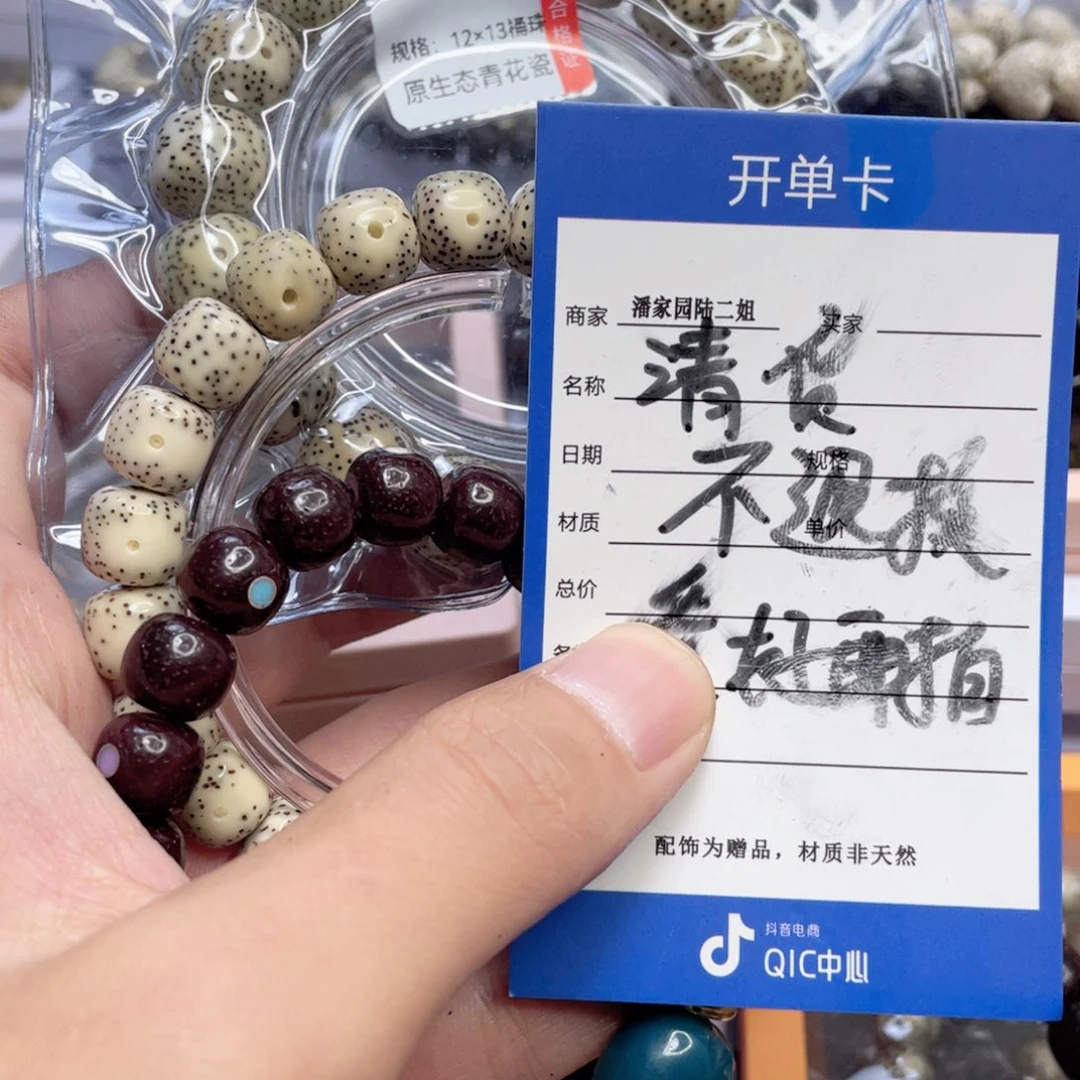 合格证
规格：12×13桶珠
原生态青花瓷
开单卡
商家 潘家园陆二姐 买家
名称
清货
日期 规格
不退换
材质 单价
总价
想再拍
配饰为赠品，材质非天然
抖音电商
QIC中心